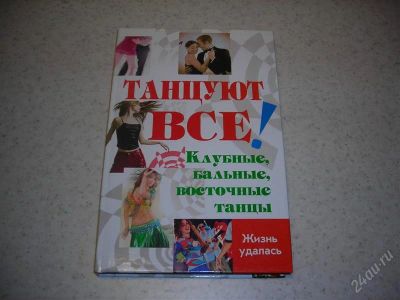 ТАНЦУЮТ
ВСЕ!
Клубные,
бальные,
восточные
танцы
Жизнь
удалась
24au.ru